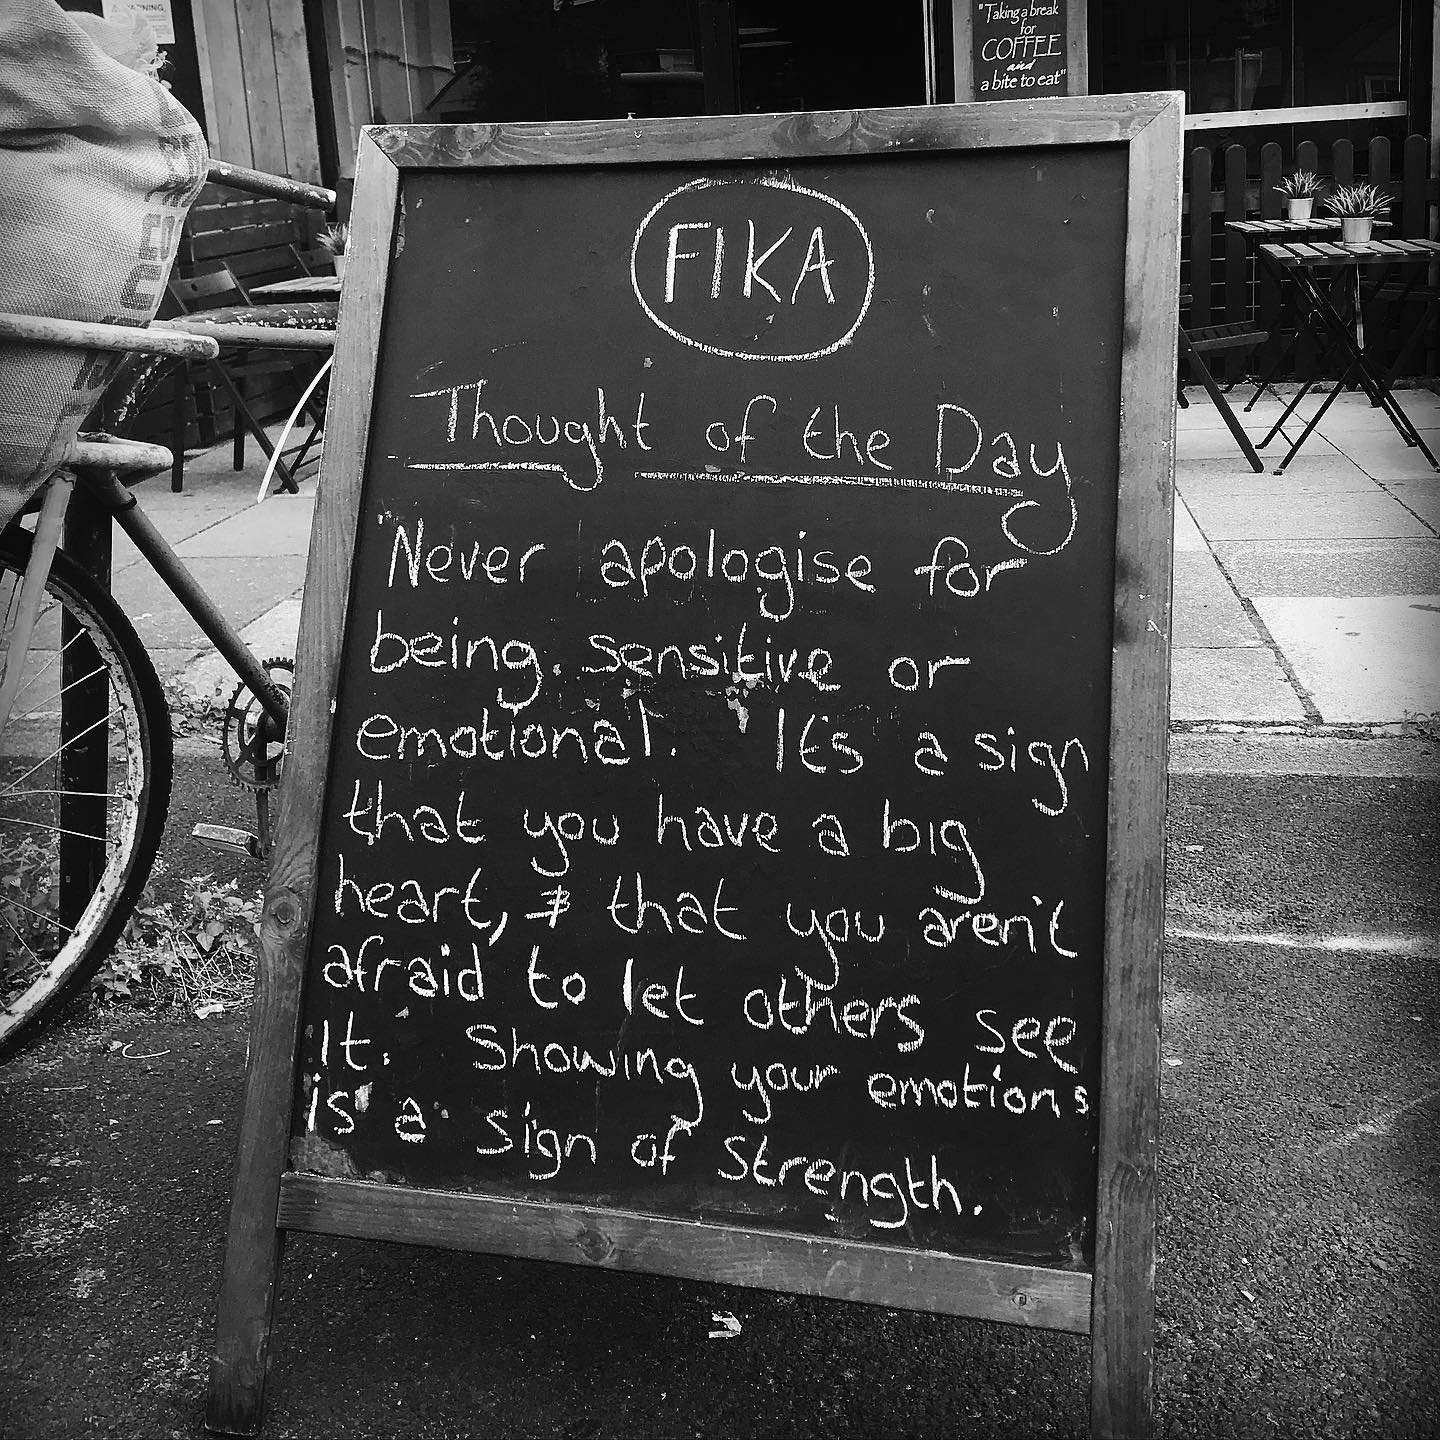 WARNING
"Taking a break
for
COFFEE
and
a bite to eat"
FIKA
Thought of the Day
"Never apologise for
being sensitive or
emotional. It's a sign
that you have a big
heart, & that you aren't
afraid to let others see
it. Showing your emotions
is a sign of strength.